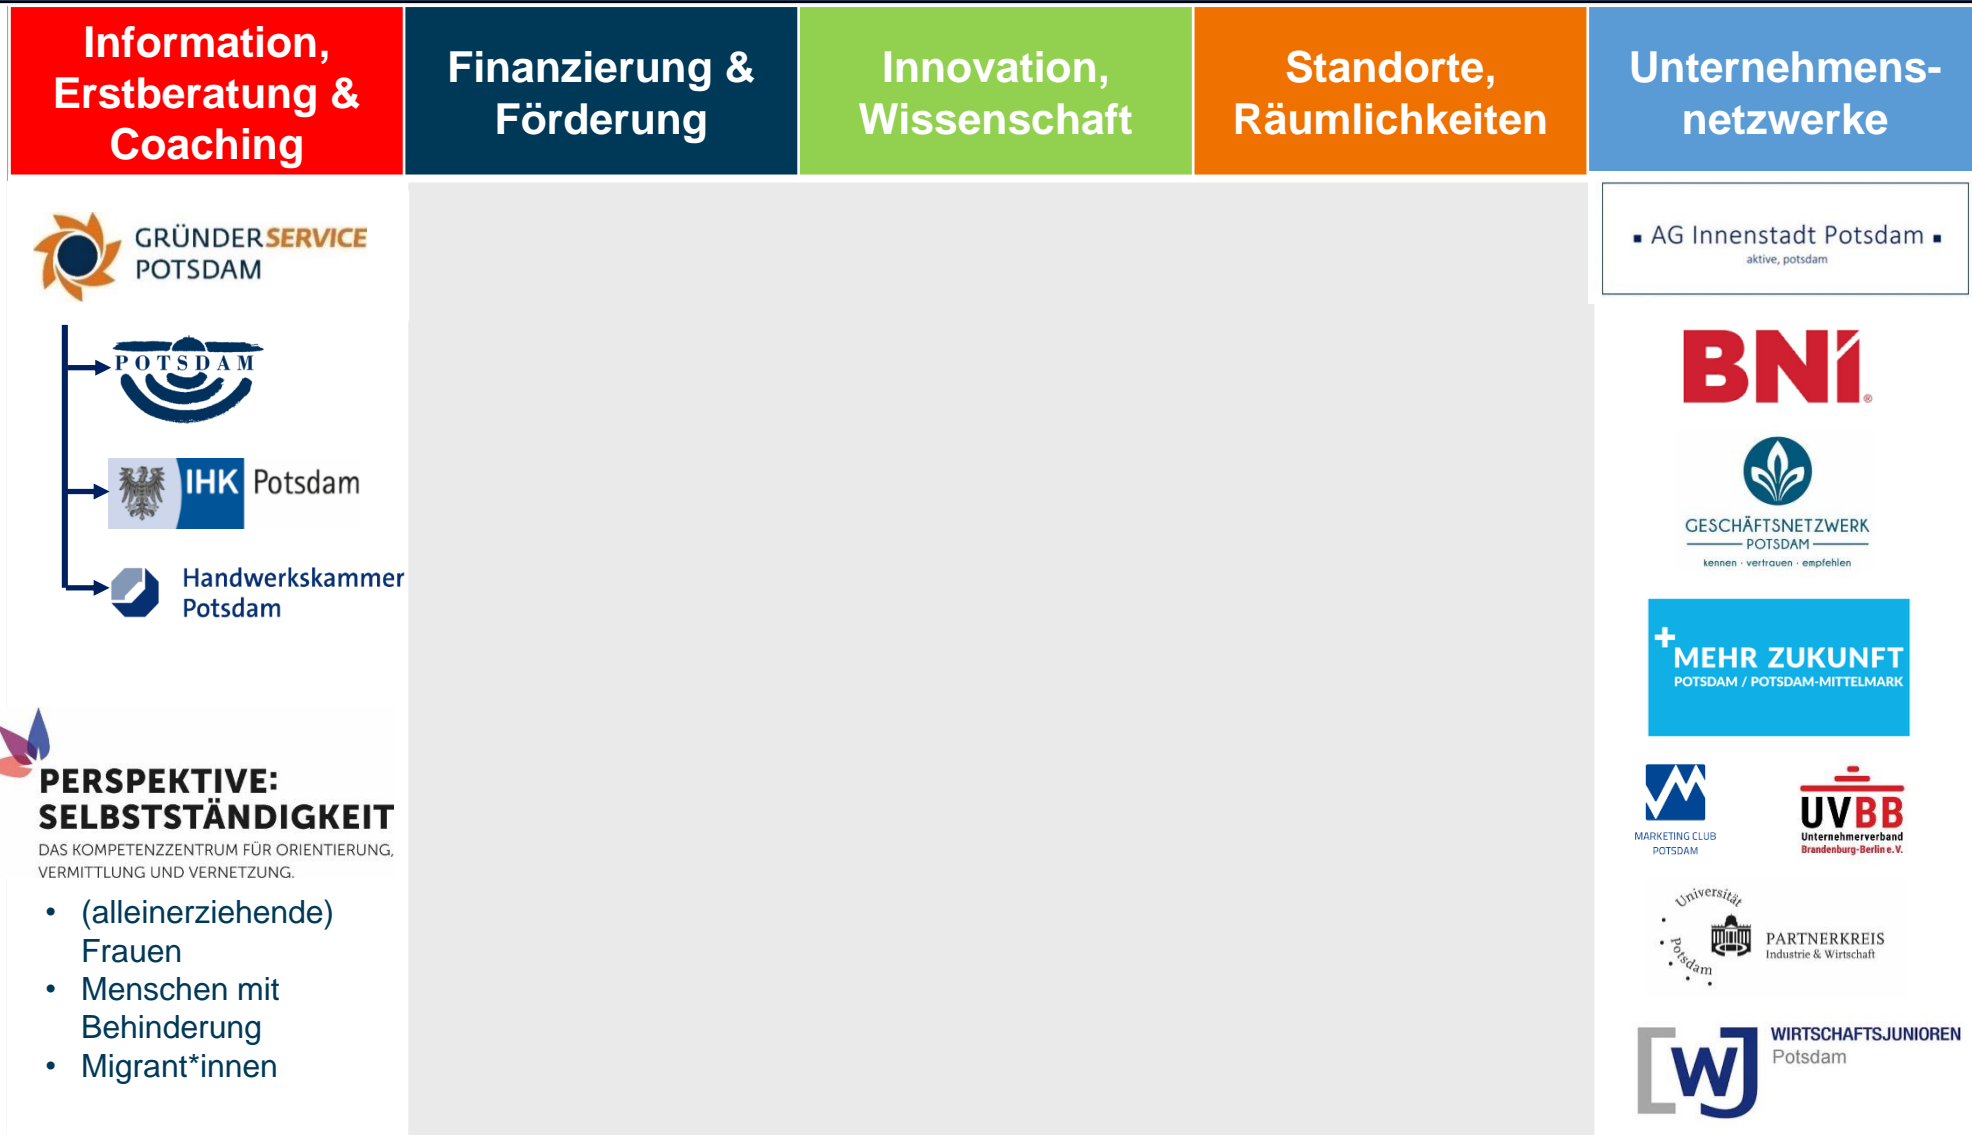 Information,
Erstberatung &
Coaching
Finanzierung &
Förderung
Innovation,
Wissenschaft
Standorte,
Räumlichkeiten
Unternehmens-
netzwerke
GRÜNDERSERVICE
POTSDAM
POTSDAM
IHK Potsdam
Handwerkskammer
Potsdam
PERSPEKTIVE:
SELBSTSTÄNDIGKEIT
DAS KOMPETENZZENTRUM FÜR ORIENTIERUNG,
VERMITTLUNG UND VERNETZUNG.
• (alleinerziehende)
Frauen
• Menschen mit
Behinderung
• Migrant*innen
▪ AG Innenstadt Potsdam ▪
aktive, potsdam
BNI®
GESCHÄFTSNETZWERK
POTSDAM
kennen · vertrauen · empfehlen
+MEHR ZUKUNFT
POTSDAM / POTSDAM-MITTELMARK
MARKETING CLUB
POTSDAM
UVBB
Unternehmerverband
Brandenburg-Berlin e. V.
Universität
Potsdam
PARTNERKREIS
Industrie & Wirtschaft
WJ
WIRTSCHAFTSJUNIOREN
Potsdam